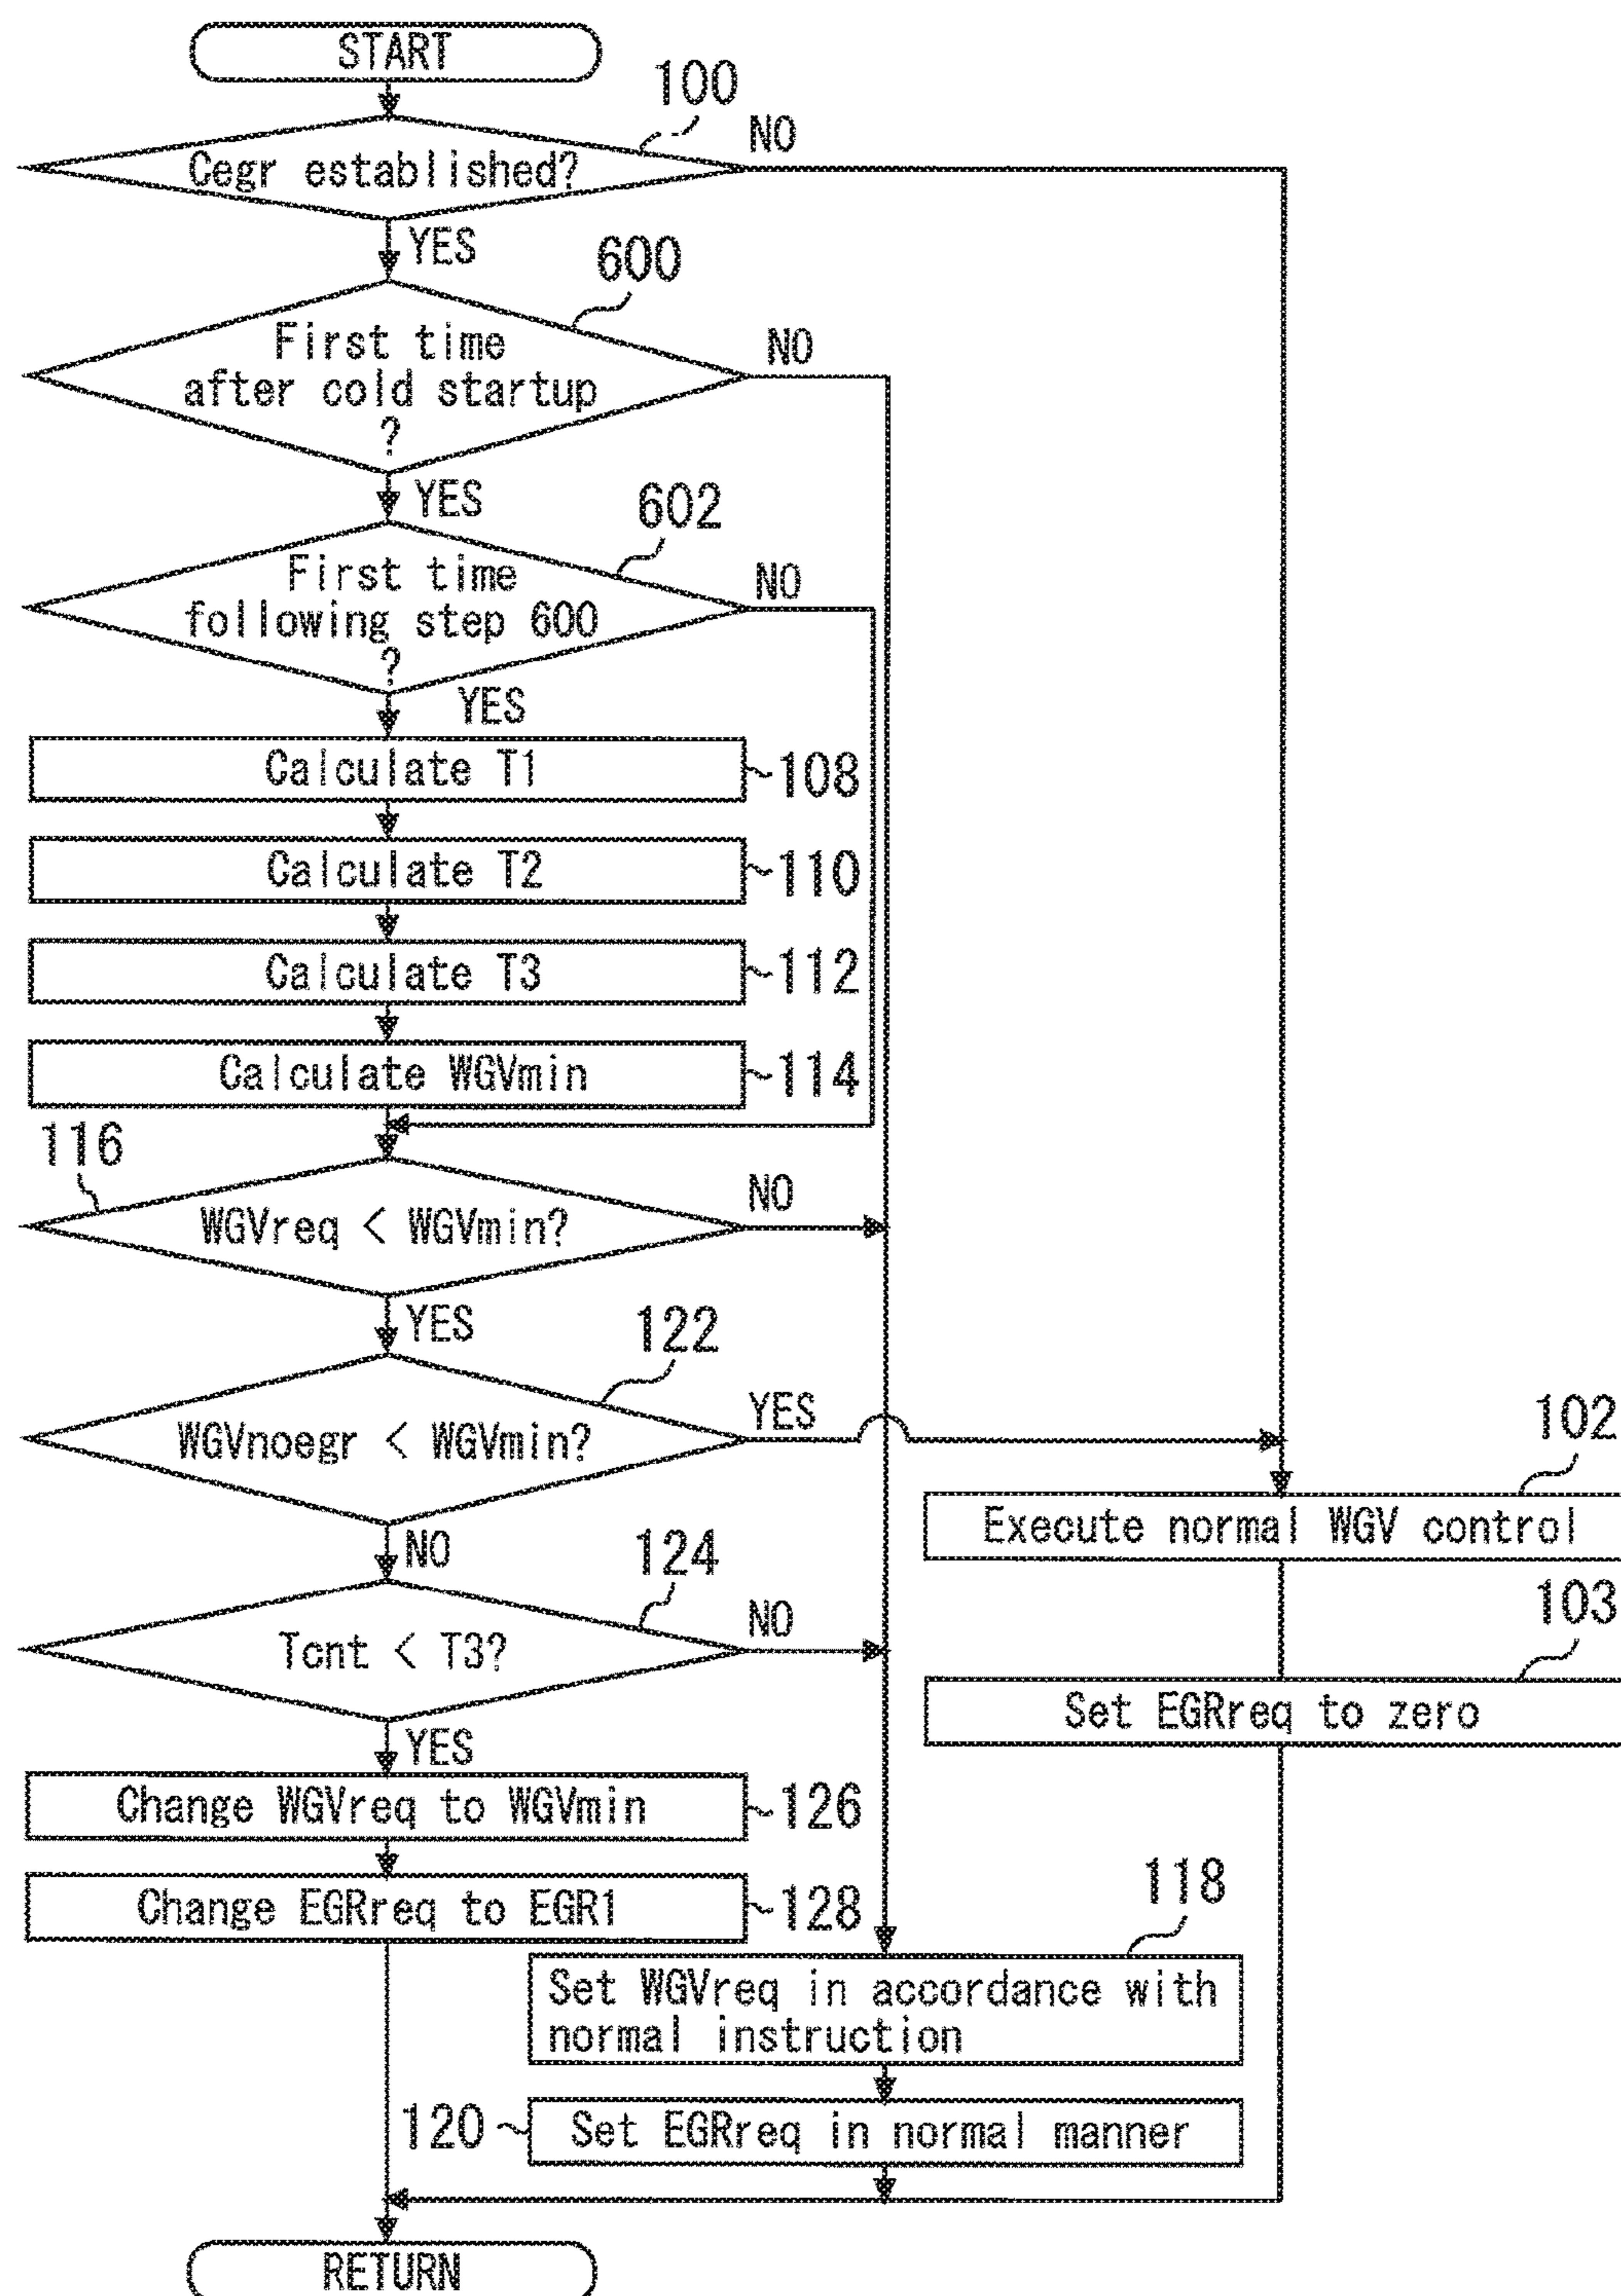 START
100
Cegr established?
NO
YES
600
First time
after cold startup
?
NO
YES
602
First time
following step 600
?
NO
YES
Calculate T1
108
Calculate T2
110
Calculate T3
112
Calculate WGVmin
114
116
WGVreq < WGVmin?
NO
YES
122
WGVnoegr < WGVmin?
YES
NO
102
Execute normal WGV control
124
Tcnt < T3?
NO
YES
103
Set EGRreq to zero
Change WGVreq to WGVmin
126
Change EGRreq to EGR1
128
118
Set WGVreq in accordance with
normal instruction
120
Set EGRreq in normal manner
RETURN